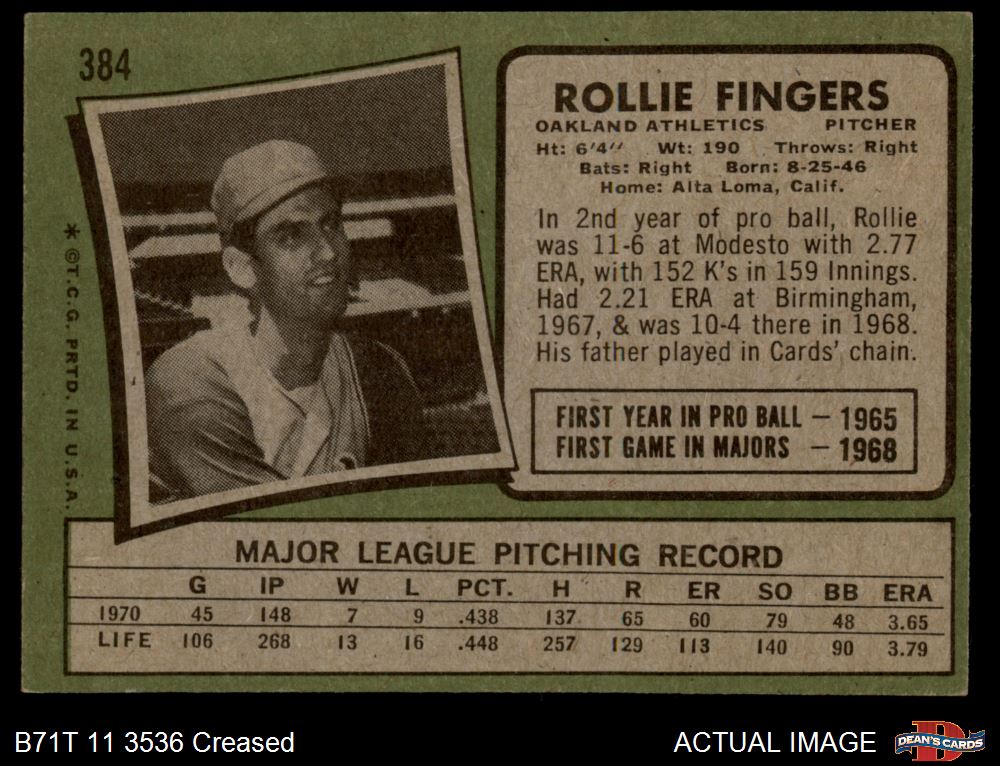 384
ROLLIE FINGERS
OAKLAND ATHLETICS PITCHER
Ht: 6'4" Wt: 190 Throws: Right
Bats: Right Born: 8-25-46
Home: Alta Loma, Calif.
In 2nd year of pro ball, Rollie
was 11-6 at Modesto with 2.77
ERA, with 152 K's in 159 Innings.
Had 2.21 ERA at Birmingham,
1967, & was 10-4 there in 1968.
His father played in Cards' chain.
FIRST YEAR IN PRO BALL — 1965
FIRST GAME IN MAJORS — 1968
* ©T.C.G. PRTD. IN U.S.A.
MAJOR LEAGUE PITCHING RECORD
G IP W L PCT. H R ER SO BB ERA
1970 45 148 7 9 .438 137 65 60 79 48 3.65
LIFE 106 268 13 16 .448 257 129 113 140 90 3.79
B71T 11 3536 Creased
ACTUAL IMAGE
D
DEAN'S CARDS